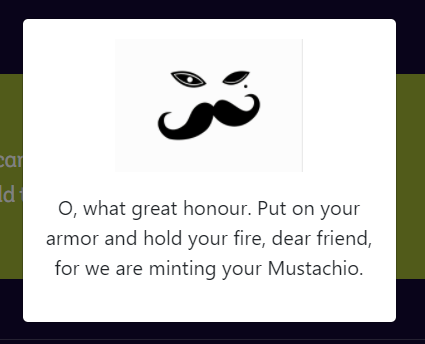 O, what great honour. Put on your
armor and hold your fire, dear friend,
for we are minting your Mustachio.